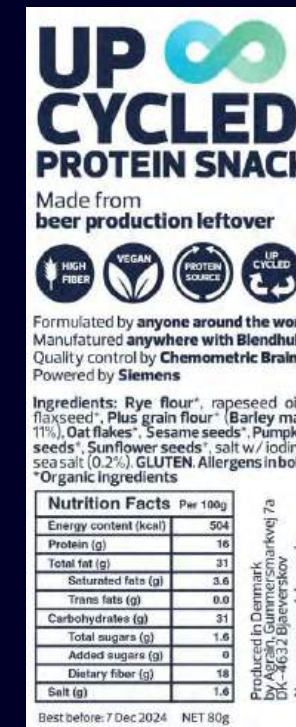 UP
CYCLED
PROTEIN SNACK
Made from
beer production leftover
HIGH
FIBER
VEGAN
PROTEIN
SOURCE
UP
CYCLED
Formulated by anyone around the wor
Manufatured anywhere with Blendhu
Quality control by Chemometric Brain
Powered by Siemens
Ingredients: Rye flour*, rapeseed oi
flaxseed*, Plus grain flour* (Barley ma
11%), Oat flakes*, Sesame seeds*, Pumpk
seeds*, Sunflower seeds*, salt w/ iodin
sea salt (0.2%). GLUTEN. Allergens in bol
*Organic ingredients
Nutrition Facts Per 100g
Energy content (kcal) 504
Protein (g) 16
Total fat (g) 31
Saturated fats (g) 3.6
Trans fats (g) 0.0
Carbohydrates (g) 31
Total sugars (g) 1.6
Added sugars (g) 0
Dietary fiber (g) 18
Salt (g) 1.6
Produced in Denmark
by Agrain, Gummersmarkvej 7a
DK-4632 Bjaeverskov
Best before: 7 Dec 2024 NET 80g